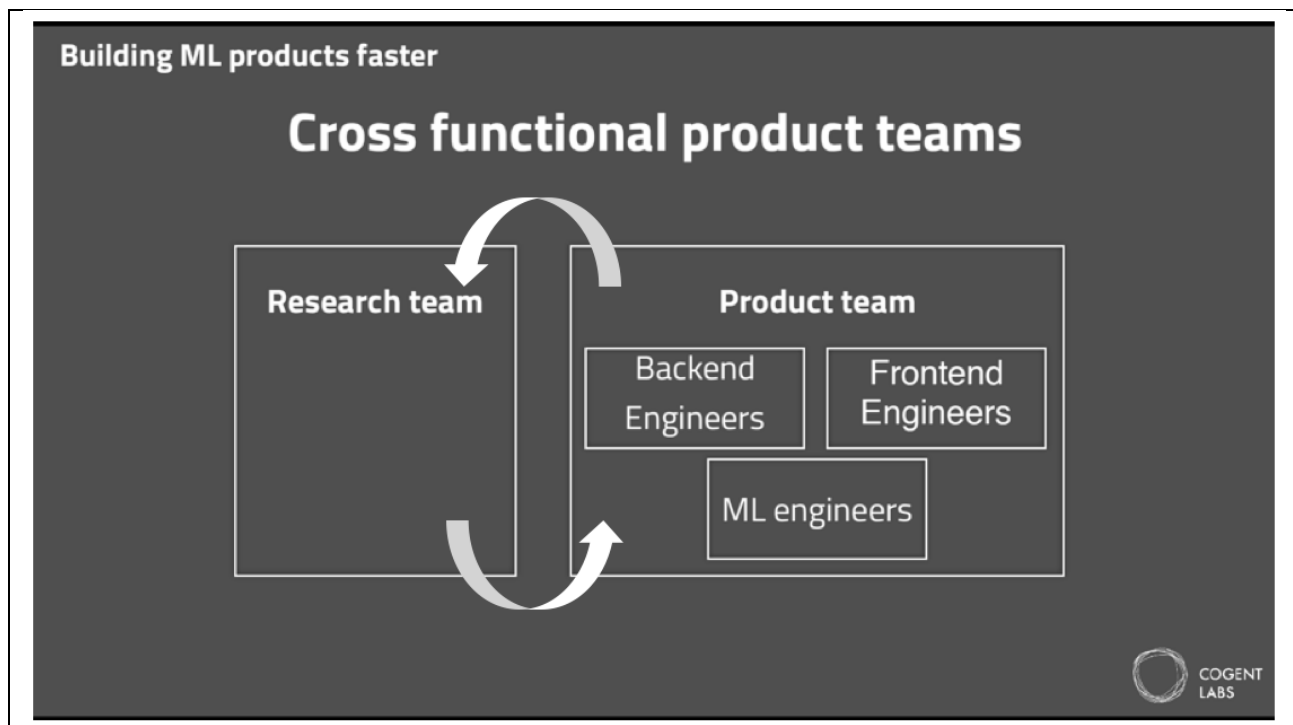 Building ML products faster
Cross functional product teams
Research team
Product team
Backend
Engineers
Frontend
Engineers
ML engineers
COGENT
LABS